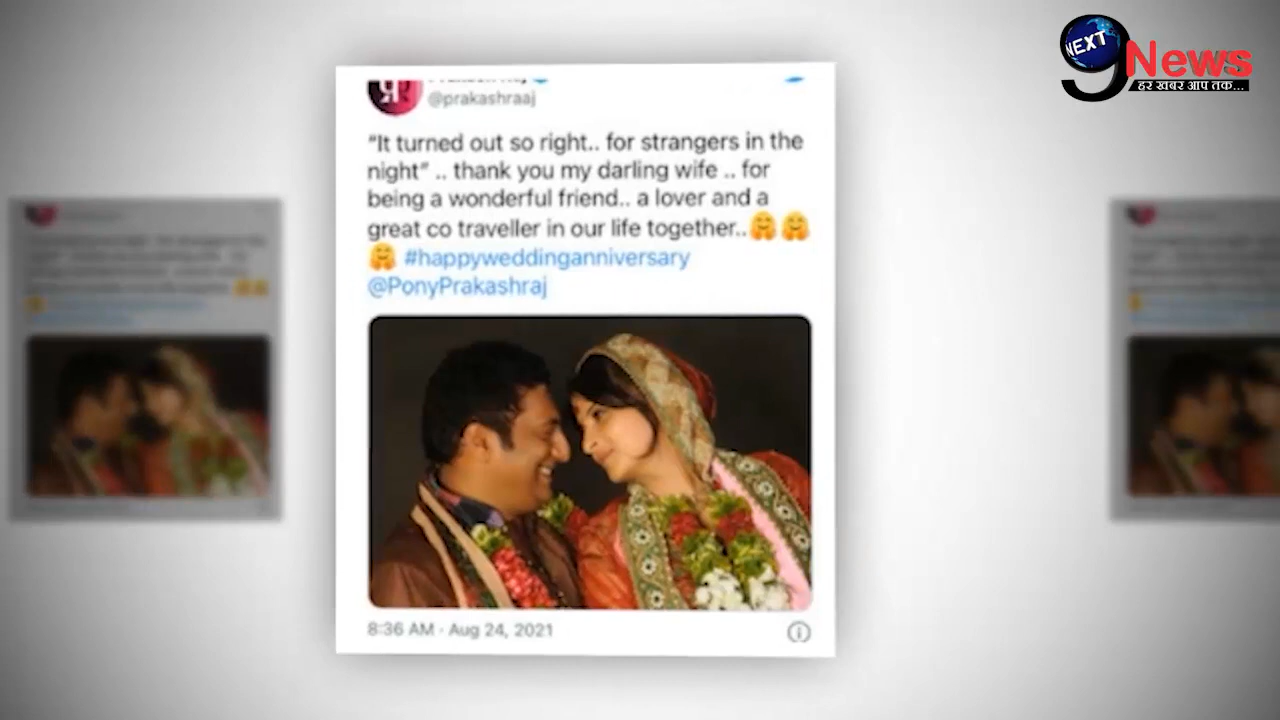 NEXT
9 News
हर खबर आप तक...
@prakashraaj
“It turned out so right.. for strangers in the
night” .. thank you my darling wife .. for
being a wonderful friend.. a lover and a
great co traveller in our life together..🤗🤗
🤗 #happyweddinganniversary
@PonyPrakashraj
8:36 AM · Aug 24, 2021